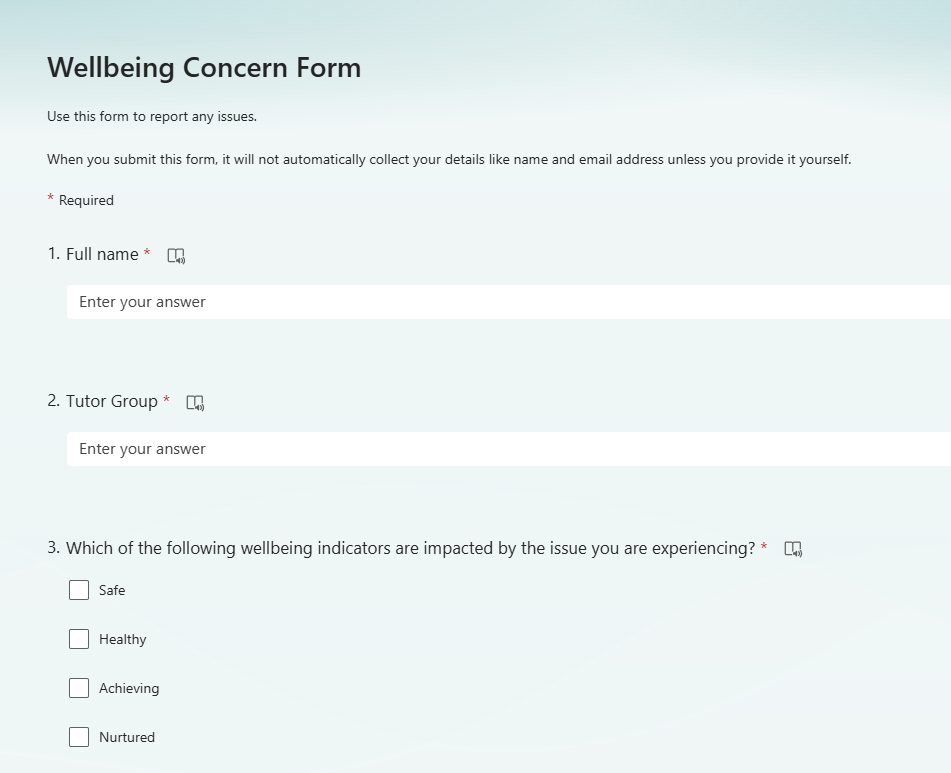 Wellbeing Concern Form
Use this form to report any issues.
When you submit this form, it will not automatically collect your details like name and email address unless you provide it yourself.
* Required
1. Full name *
Enter your answer
2. Tutor Group *
Enter your answer
3. Which of the following wellbeing indicators are impacted by the issue you are experiencing? *
Safe
Healthy
Achieving
Nurtured